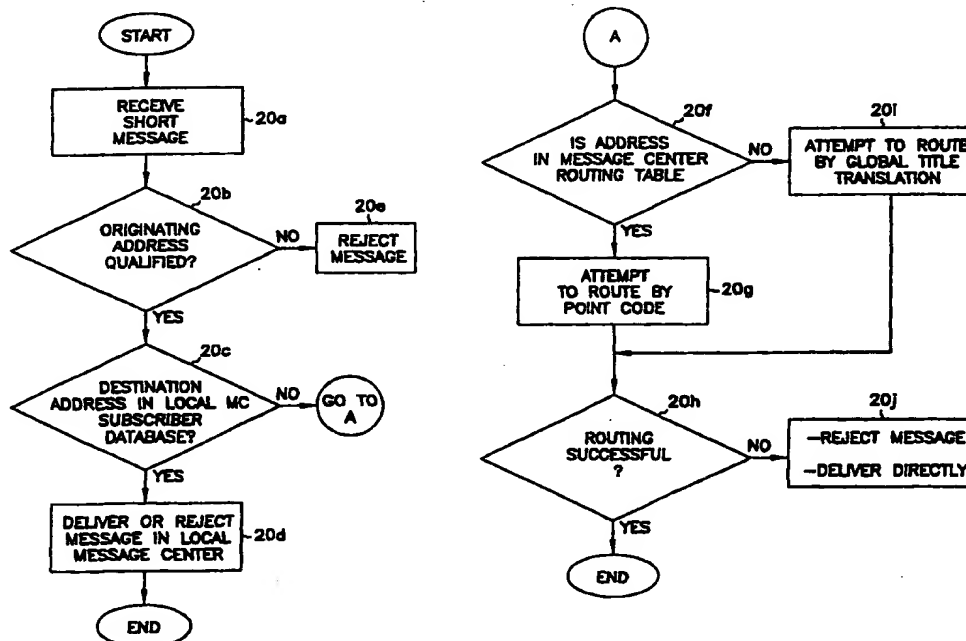 START
RECEIVE
SHORT
MESSAGE
20a
20b
ORIGINATING
ADDRESS
QUALIFIED?
NO
20e
REJECT
MESSAGE
YES
20c
DESTINATION
ADDRESS IN LOCAL MC
SUBSCRIBER
DATABASE?
NO
GO TO
A
YES
DELIVER OR REJECT
MESSAGE IN LOCAL
MESSAGE CENTER
20d
END
A
20f
IS ADDRESS
IN MESSAGE CENTER
ROUTING TABLE
NO
20i
ATTEMPT TO ROUTE
BY GLOBAL TITLE
TRANSLATION
YES
ATTEMPT
TO ROUTE BY
POINT CODE
20g
20h
ROUTING
SUCCESSFUL
?
NO
20j
-REJECT MESSAGE
-DELIVER DIRECTLY
YES
END